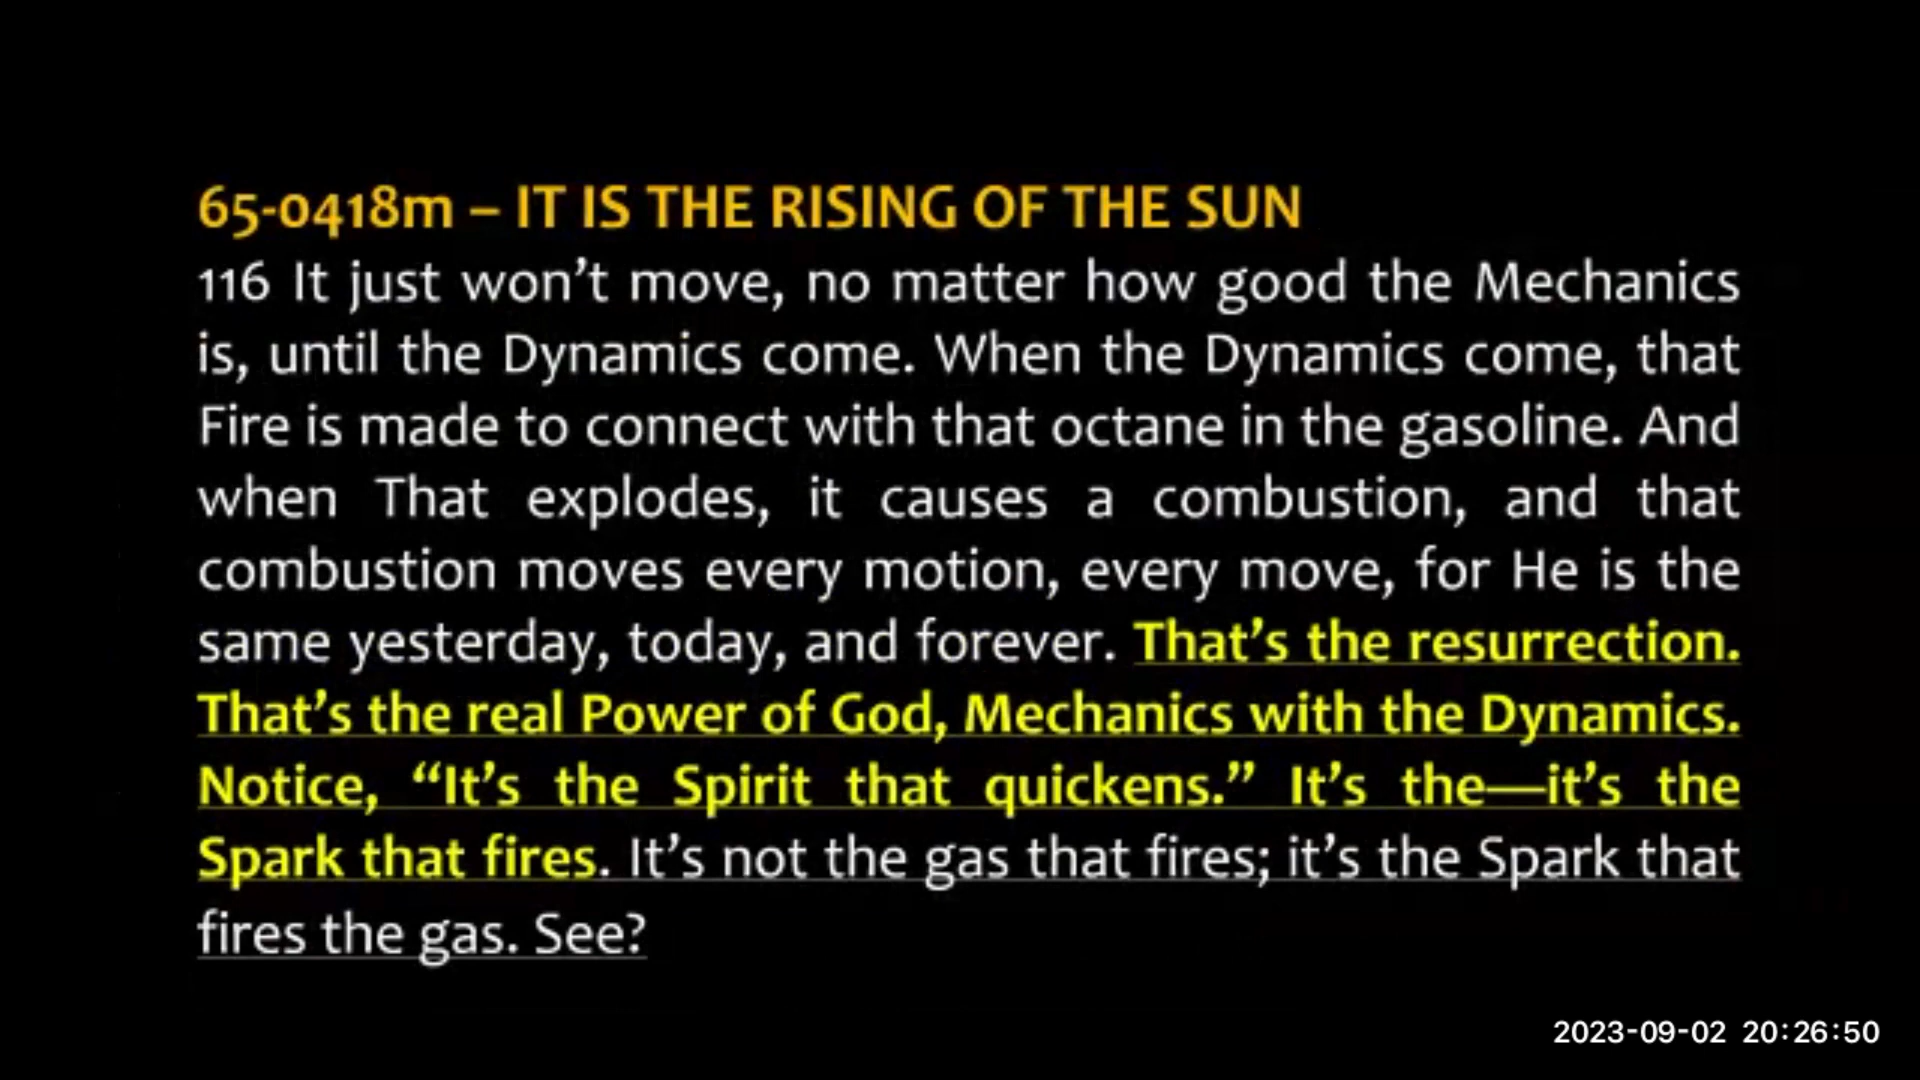 65-0418m – IT IS THE RISING OF THE SUN
116 It just won’t move, no matter how good the Mechanics
is, until the Dynamics come. When the Dynamics come, that
Fire is made to connect with that octane in the gasoline. And
when That explodes, it causes a combustion, and that
combustion moves every motion, every move, for He is the
same yesterday, today, and forever. That’s the resurrection.
That’s the real Power of God, Mechanics with the Dynamics.
Notice, “It’s the Spirit that quickens.” It’s the—it’s the
Spark that fires. It’s not the gas that fires; it’s the Spark that
fires the gas. See?
2023-09-02 20:26:50